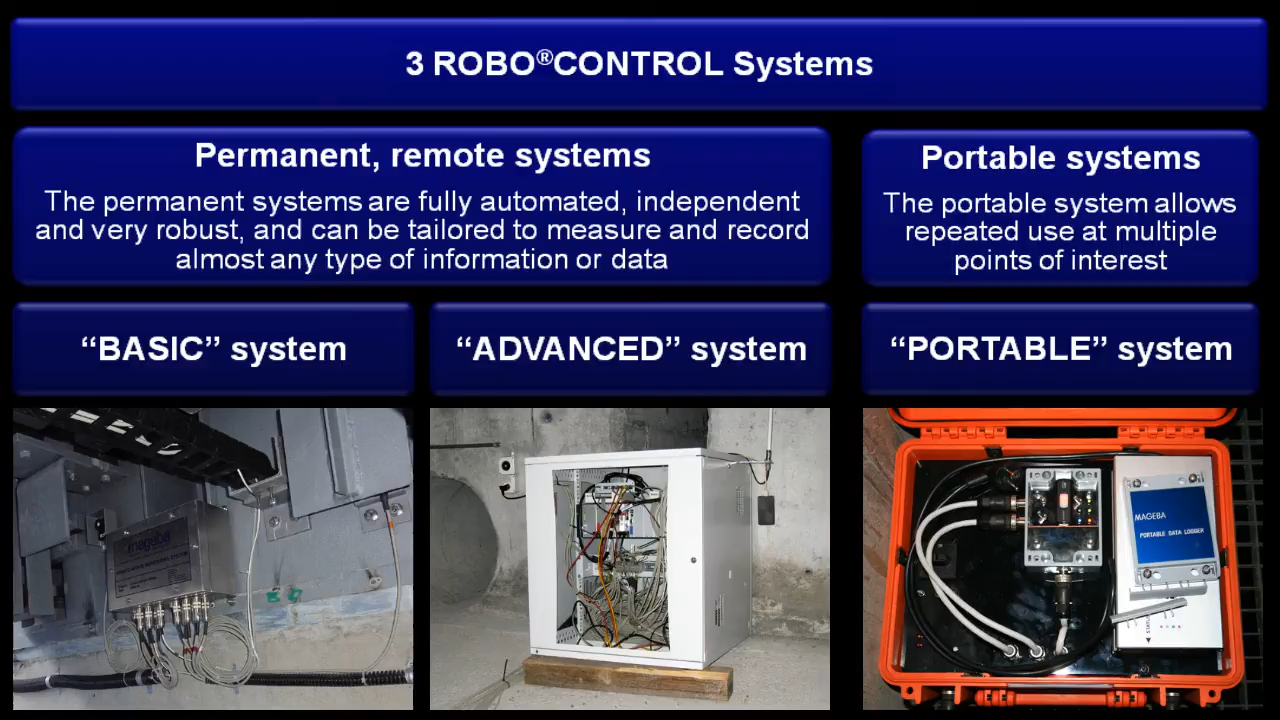 3 ROBO®CONTROL Systems
Permanent, remote systems
The permanent systems are fully automated, independent
and very robust, and can be tailored to measure and record
almost any type of information or data
Portable systems
The portable system allows
repeated use at multiple
points of interest
“BASIC” system
“ADVANCED” system
“PORTABLE” system
mageba
MAGEBA
PORTABLE DATA LOGGER